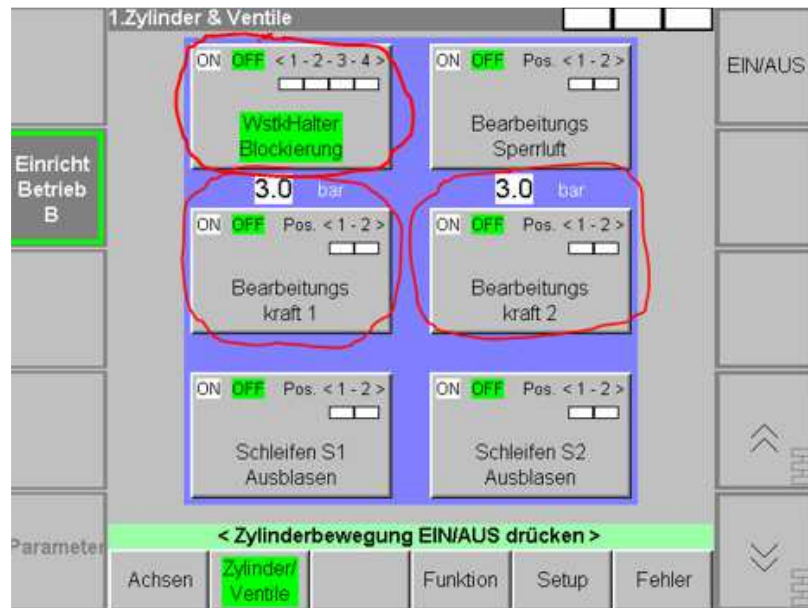 1.Zylinder & Ventile
ON OFF < 1 - 2 - 3 - 4 >
WstkHalter
Blockierung
ON OFF Pos. < 1 - 2 >
Bearbeitungs
Sperrluft
EIN/AUS
Einricht
Betrieb
B
3.0 bar
ON OFF Pos. < 1 - 2 >
Bearbeitungs
kraft 1
3.0 bar
ON OFF Pos. < 1 - 2 >
Bearbeitungs
kraft 2
ON OFF Pos. < 1 - 2 >
Schleifen S1
Ausblasen
ON OFF Pos. < 1 - 2 >
Schleifen S2
Ausblasen
Parameter
< Zylinderbewegung EIN/AUS drücken >
Achsen
Zylinder/
Ventile
Funktion
Setup
Fehler